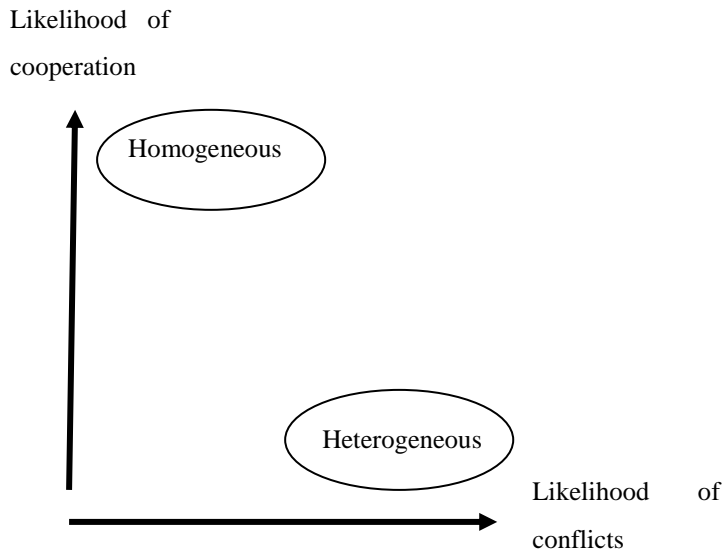 Likelihood of
cooperation
Homogeneous
Heterogeneous
Likelihood of
conflicts